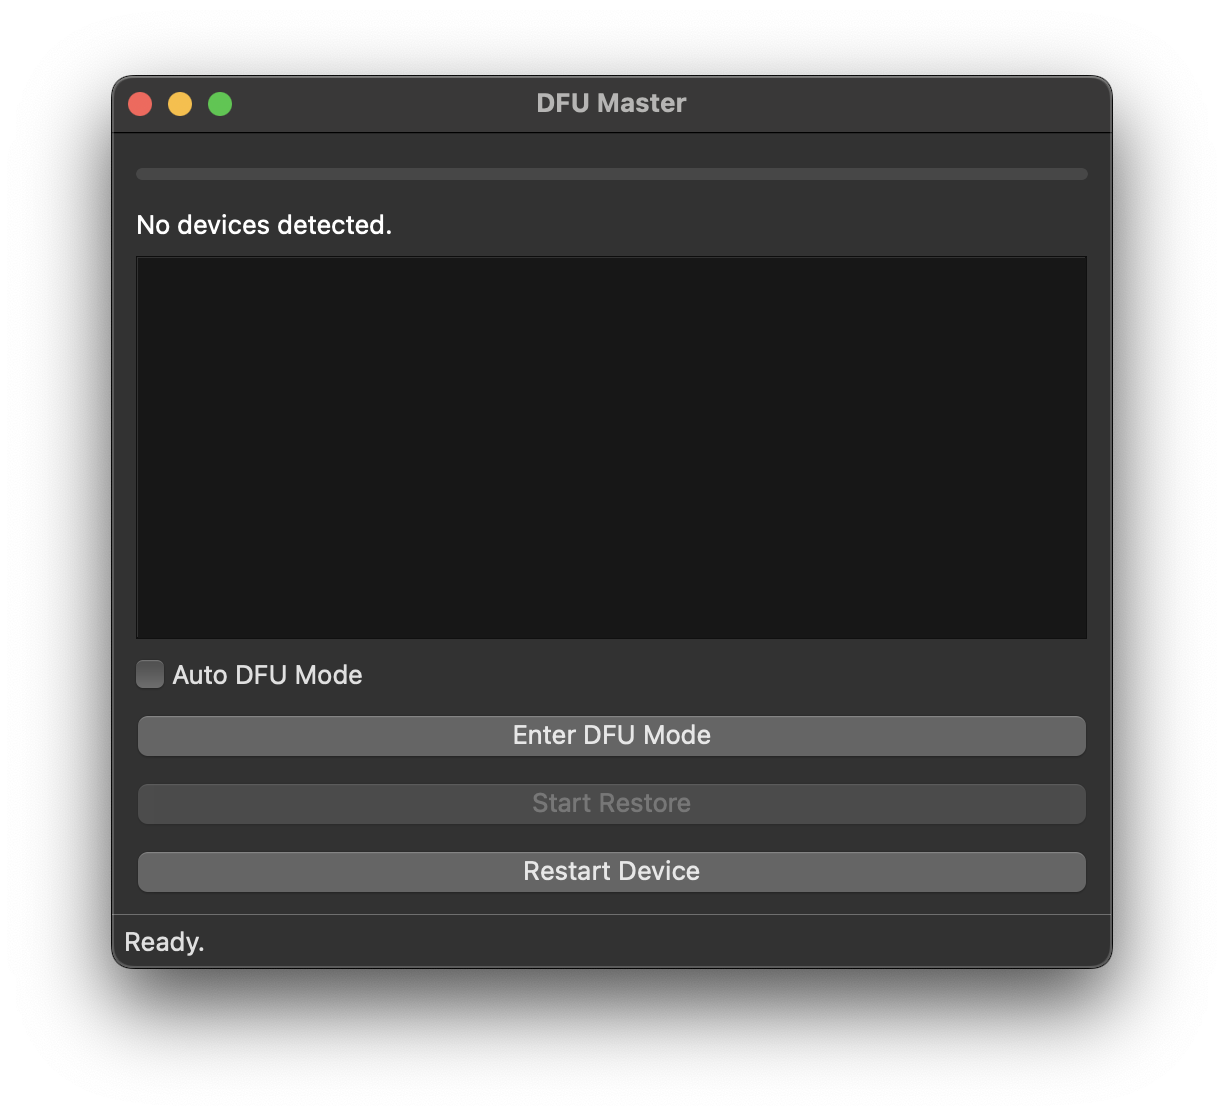 DFU Master
No devices detected.
Auto DFU Mode
Enter DFU Mode
Start Restore
Restart Device
Ready.